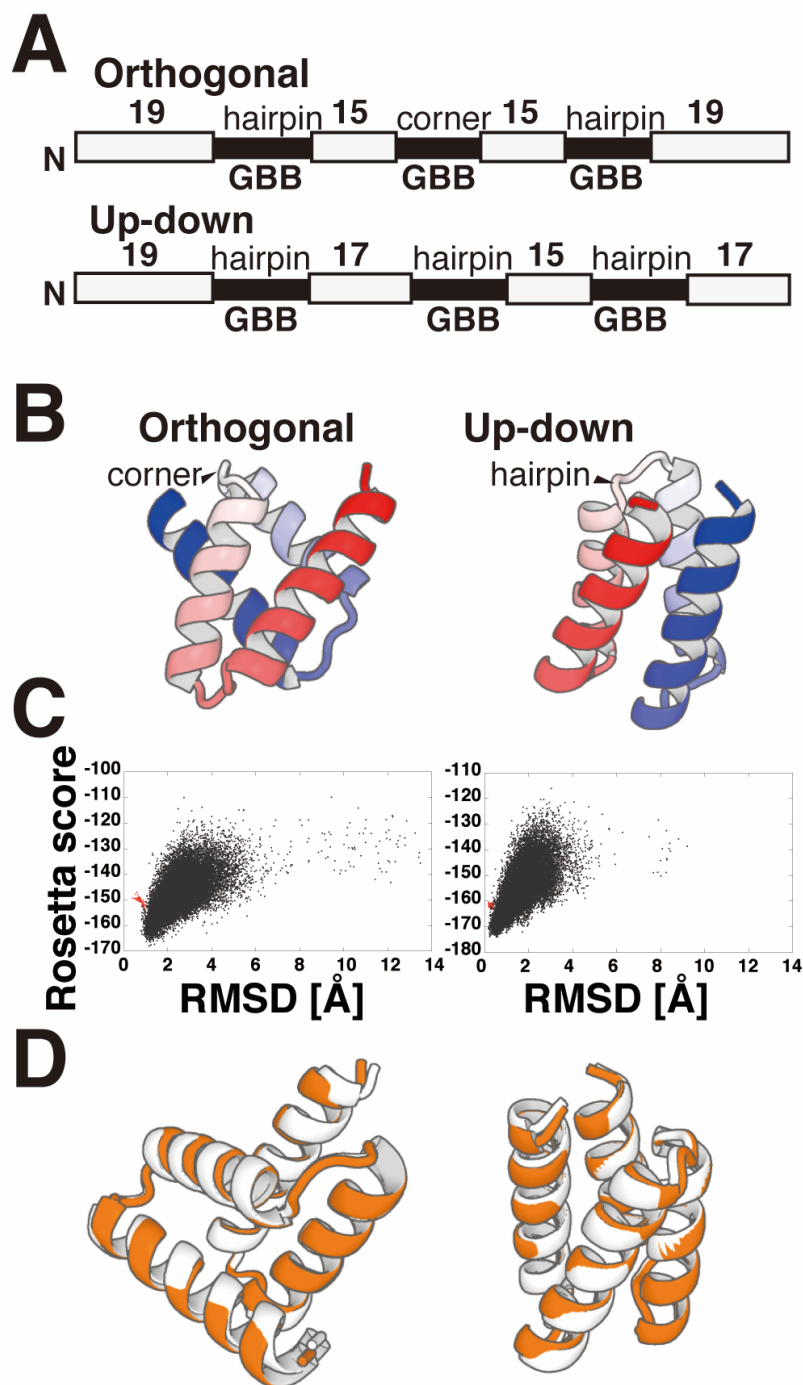 A
Orthogonal
19 hairpin 15 corner 15 hairpin 19
N
GBB GBB GBB
Up-down
19 hairpin 17 hairpin 15 hairpin 17
N
GBB GBB GBB
B
Orthogonal Up-down
corner hairpin
C
Rosetta score
-100
-110
-120
-130
-140
-150
-160
-170
0 2 4 6 8 10 12 14
RMSD [Å]
-110
-120
-130
-140
-150
-160
-170
-180
0 2 4 6 8 10 12 14
RMSD [Å]
D